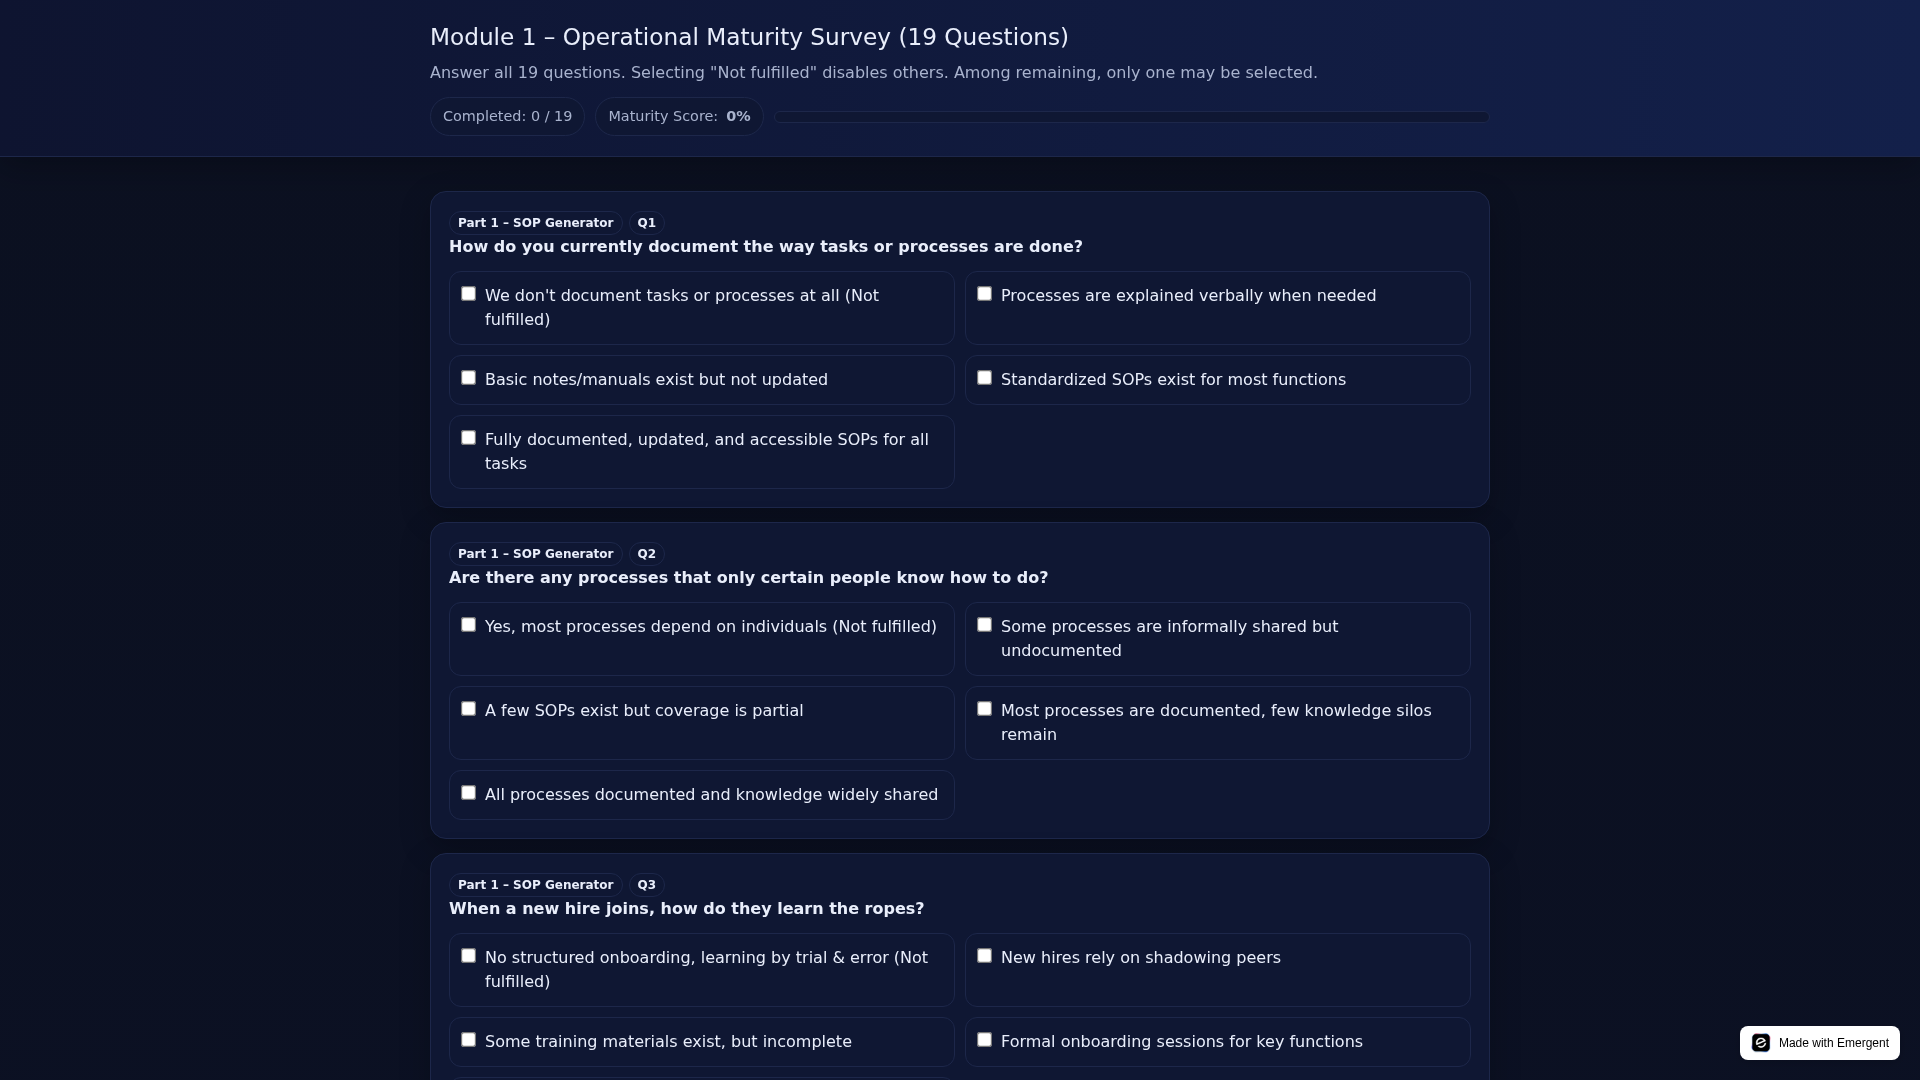 Module 1 – Operational Maturity Survey (19 Questions)
Answer all 19 questions. Selecting "Not fulfilled" disables others. Among remaining, only one may be selected.
Completed: 0 / 19
Maturity Score: 0%
Part 1 – SOP Generator
Q1
How do you currently document the way tasks or processes are done?
We don't document tasks or processes at all (Not
fulfilled)
Processes are explained verbally when needed
Basic notes/manuals exist but not updated
Standardized SOPs exist for most functions
Fully documented, updated, and accessible SOPs for all
tasks
Part 1 – SOP Generator
Q2
Are there any processes that only certain people know how to do?
Yes, most processes depend on individuals (Not fulfilled)
Some processes are informally shared but
undocumented
A few SOPs exist but coverage is partial
Most processes are documented, few knowledge silos
remain
All processes documented and knowledge widely shared
Part 1 – SOP Generator
Q3
When a new hire joins, how do they learn the ropes?
No structured onboarding, learning by trial & error (Not
fulfilled)
New hires rely on shadowing peers
Some training materials exist, but incomplete
Formal onboarding sessions for key functions
Made with Emergent